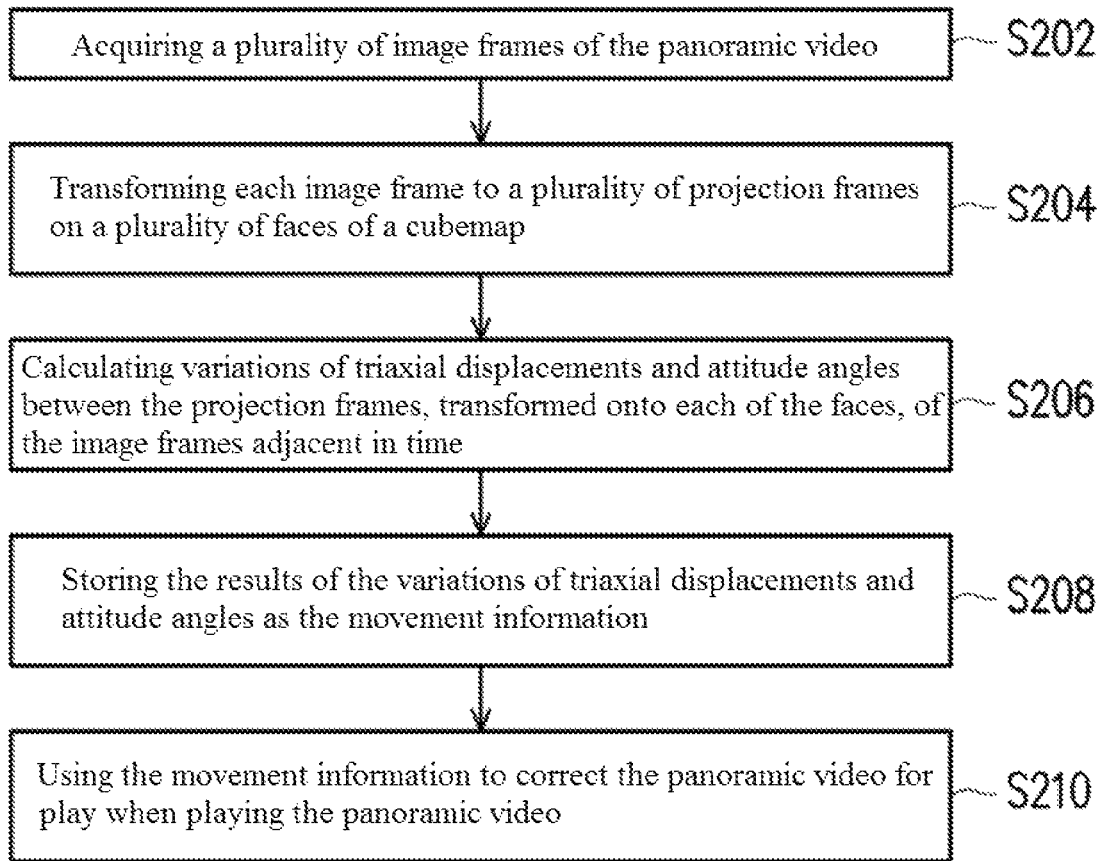 Acquiring a plurality of image frames of the panoramic video
S202
Transforming each image frame to a plurality of projection frames
on a plurality of faces of a cubemap
S204
Calculating variations of triaxial displacements and attitude angles
between the projection frames, transformed onto each of the faces, of
the image frames adjacent in time
S206
Storing the results of the variations of triaxial displacements and
attitude angles as the movement information
S208
Using the movement information to correct the panoramic video for
play when playing the panoramic video
S210